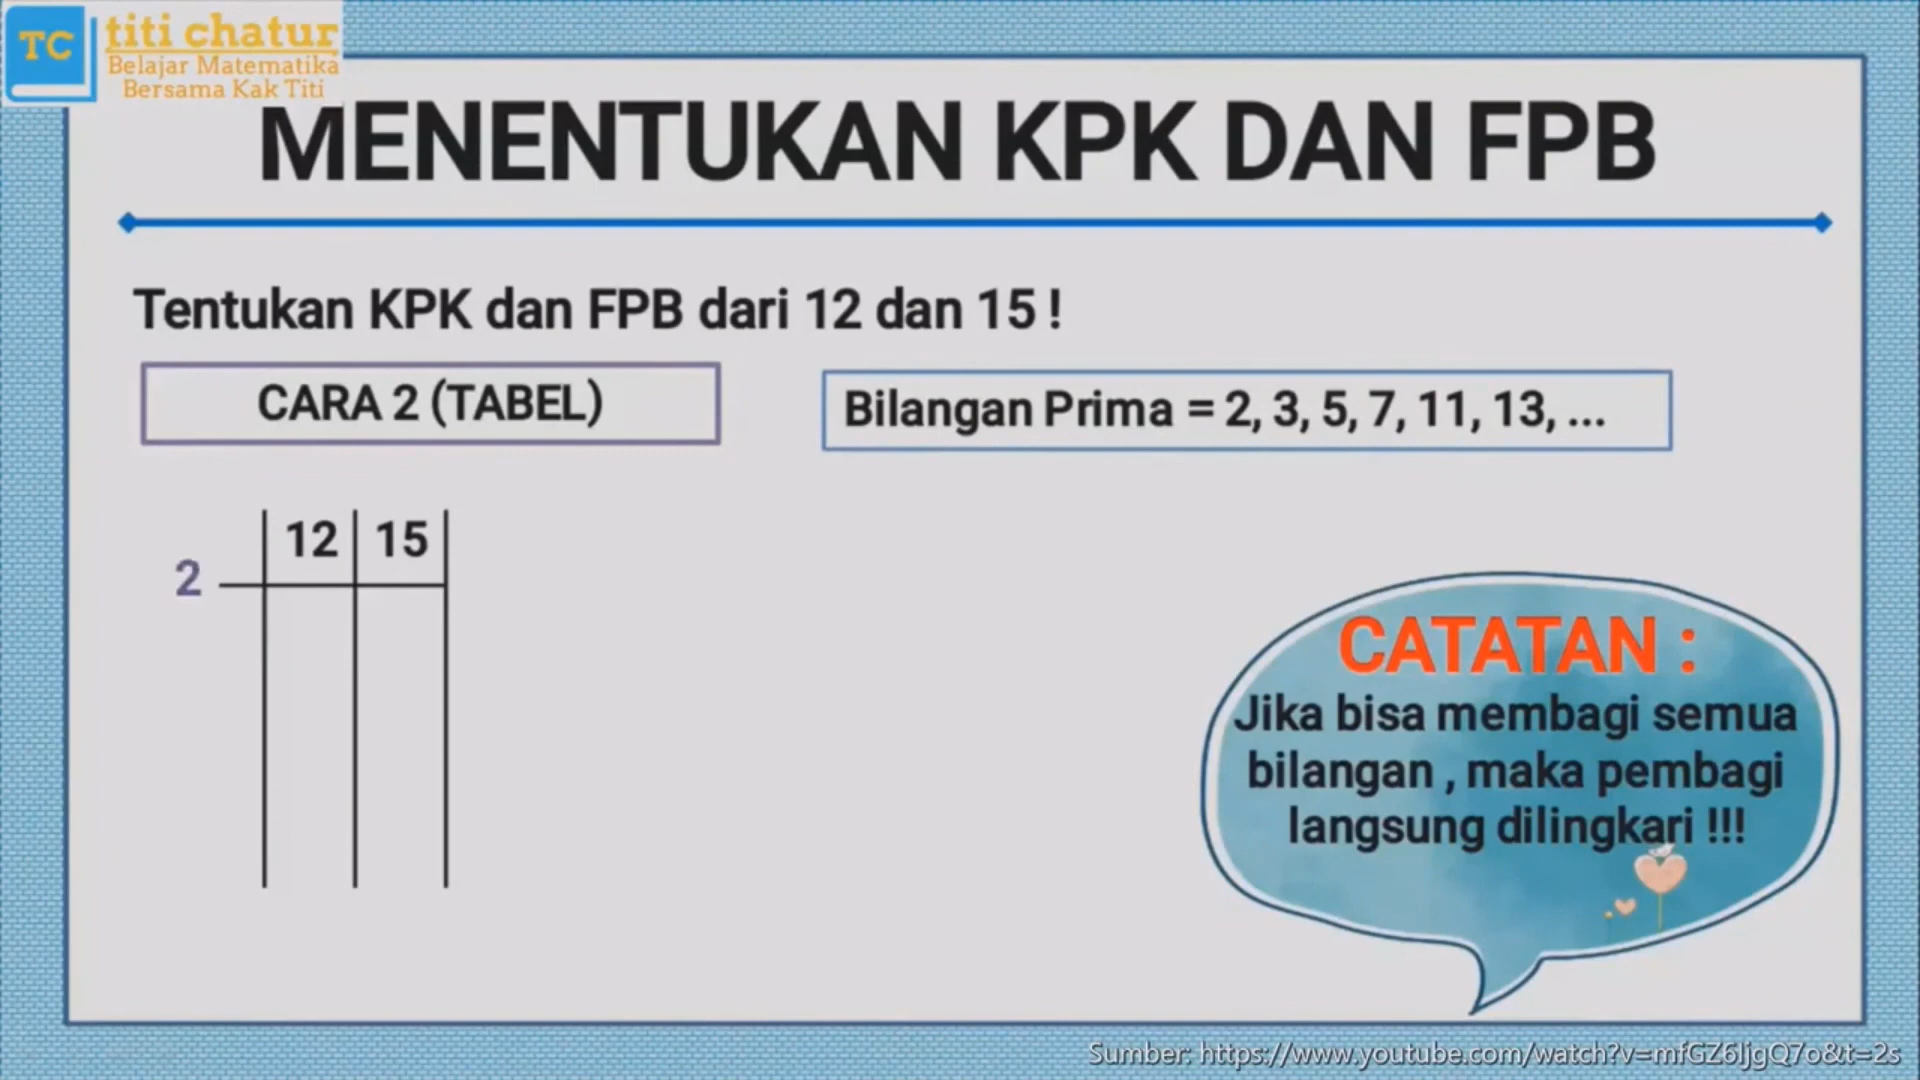 TC
titi chatur
Belajar Matematika
Bersama Kak Titi
MENENTUKAN KPK DAN FPB
Tentukan KPK dan FPB dari 12 dan 15 !
CARA 2 (TABEL)
Bilangan Prima = 2, 3, 5, 7, 11, 13, ...
12 15
2
CATATAN :
Jika bisa membagi semua
bilangan , maka pembagi
langsung dilingkari !!!
Sumber: https://www.youtube.com/watch?v=mfGZ6ljgQ7o&t=2s